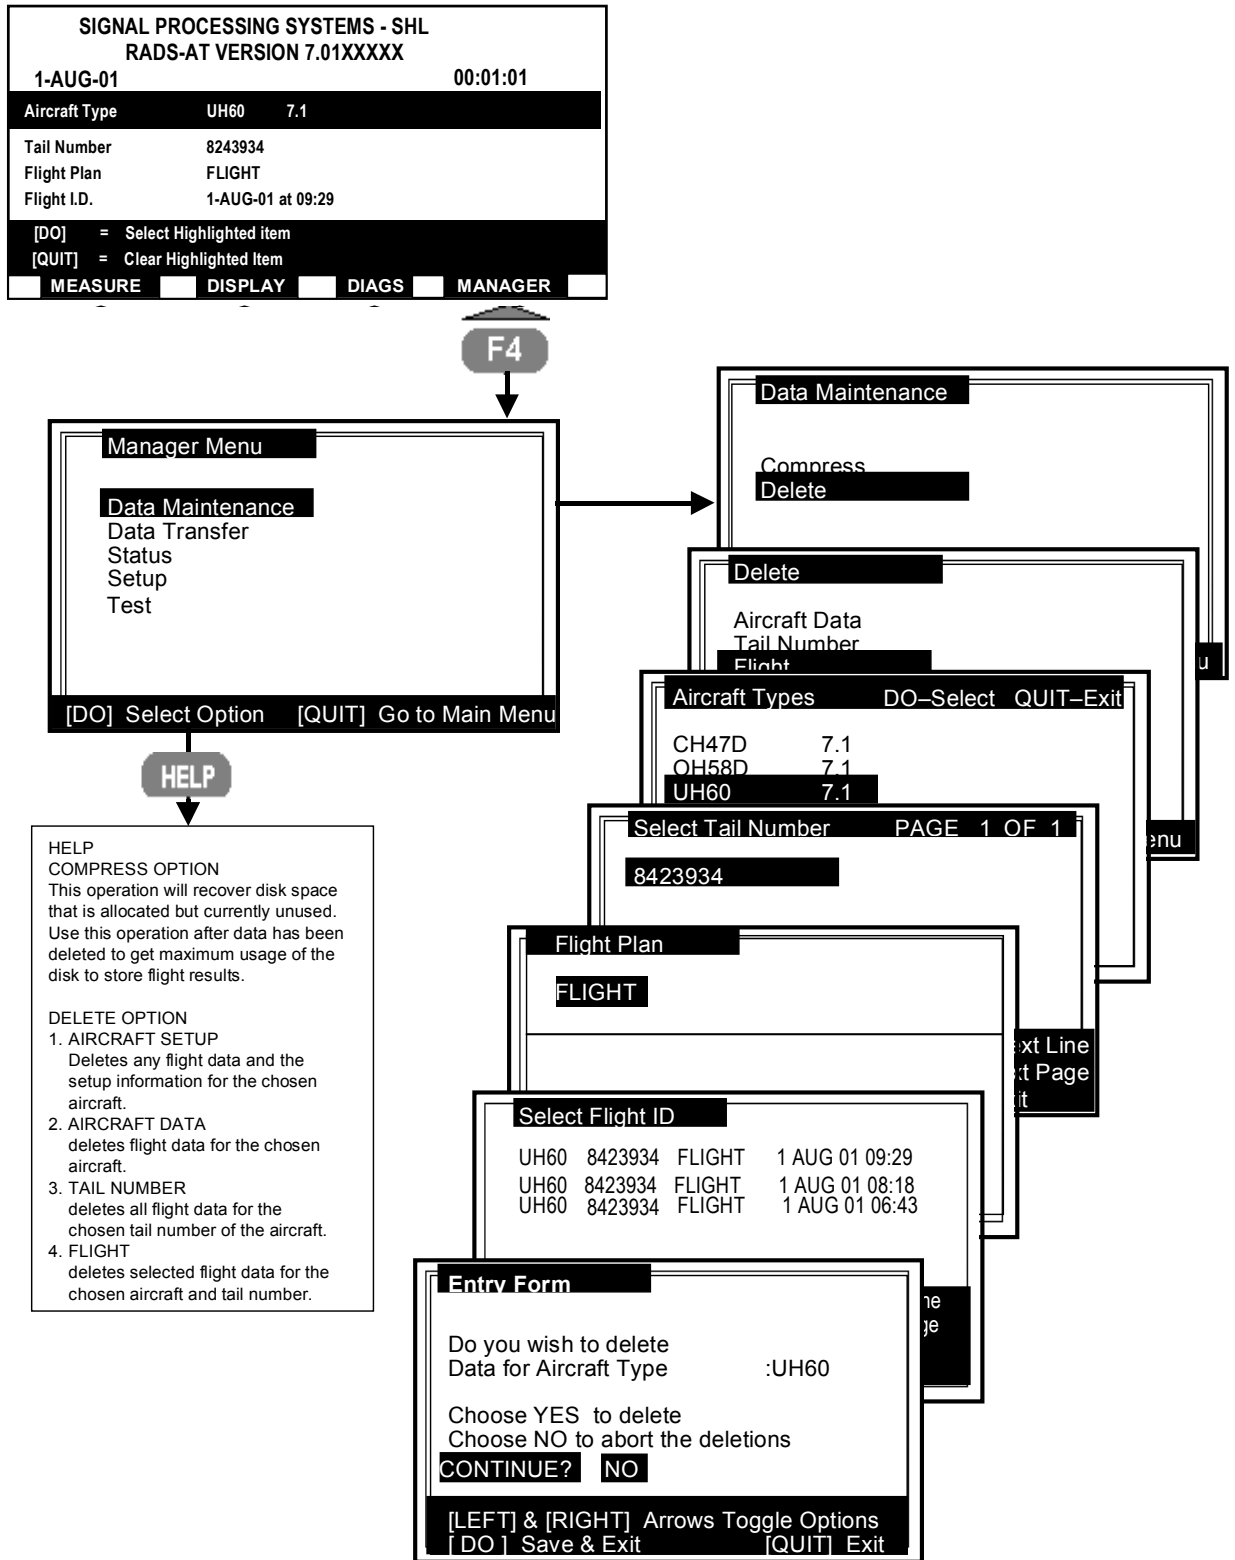 SIGNAL PROCESSING SYSTEMS - SHL
RADS-AT VERSION 7.01XXXXX
1-AUG-01 00:01:01
Aircraft Type UH60 7.1
Tail Number 8243934
Flight Plan FLIGHT
Flight I.D. 1-AUG-01 at 09:29
[DO] = Select Highlighted item
[QUIT] = Clear Highlighted Item
MEASURE DISPLAY DIAGS MANAGER
F4
Manager Menu
Data Maintenance
Data Transfer
Status
Setup
Test
[DO] Select Option [QUIT] Go to Main Menu
HELP
HELP
COMPRESS OPTION
This operation will recover disk space
that is allocated but currently unused.
Use this operation after data has been
deleted to get maximum usage of the
disk to store flight results.
DELETE OPTION
1. AIRCRAFT SETUP
Deletes any flight data and the
setup information for the chosen
aircraft.
2. AIRCRAFT DATA
deletes flight data for the chosen
aircraft.
3. TAIL NUMBER
deletes all flight data for the
chosen tail number of the aircraft.
4. FLIGHT
deletes selected flight data for the
chosen aircraft and tail number.
Data Maintenance
Compress
Delete
u
Delete
Aircraft Data
Tail Number
Flight
enu
Aircraft Types DO–Select QUIT–Exit
CH47D 7.1
OH58D 7.1
UH60 7.1
Select Tail Number PAGE 1 OF 1
8423934
ext Line
xt Page
it
Flight Plan
FLIGHT
Select Flight ID
UH60 8423934 FLIGHT 1 AUG 01 09:29
UH60 8423934 FLIGHT 1 AUG 01 08:18
UH60 8423934 FLIGHT 1 AUG 01 06:43
ne
ge
Entry Form
Do you wish to delete
Data for Aircraft Type :UH60
Choose YES to delete
Choose NO to abort the deletions
CONTINUE? NO
[LEFT] & [RIGHT] Arrows Toggle Options
[ DO ] Save & Exit [QUIT] Exit